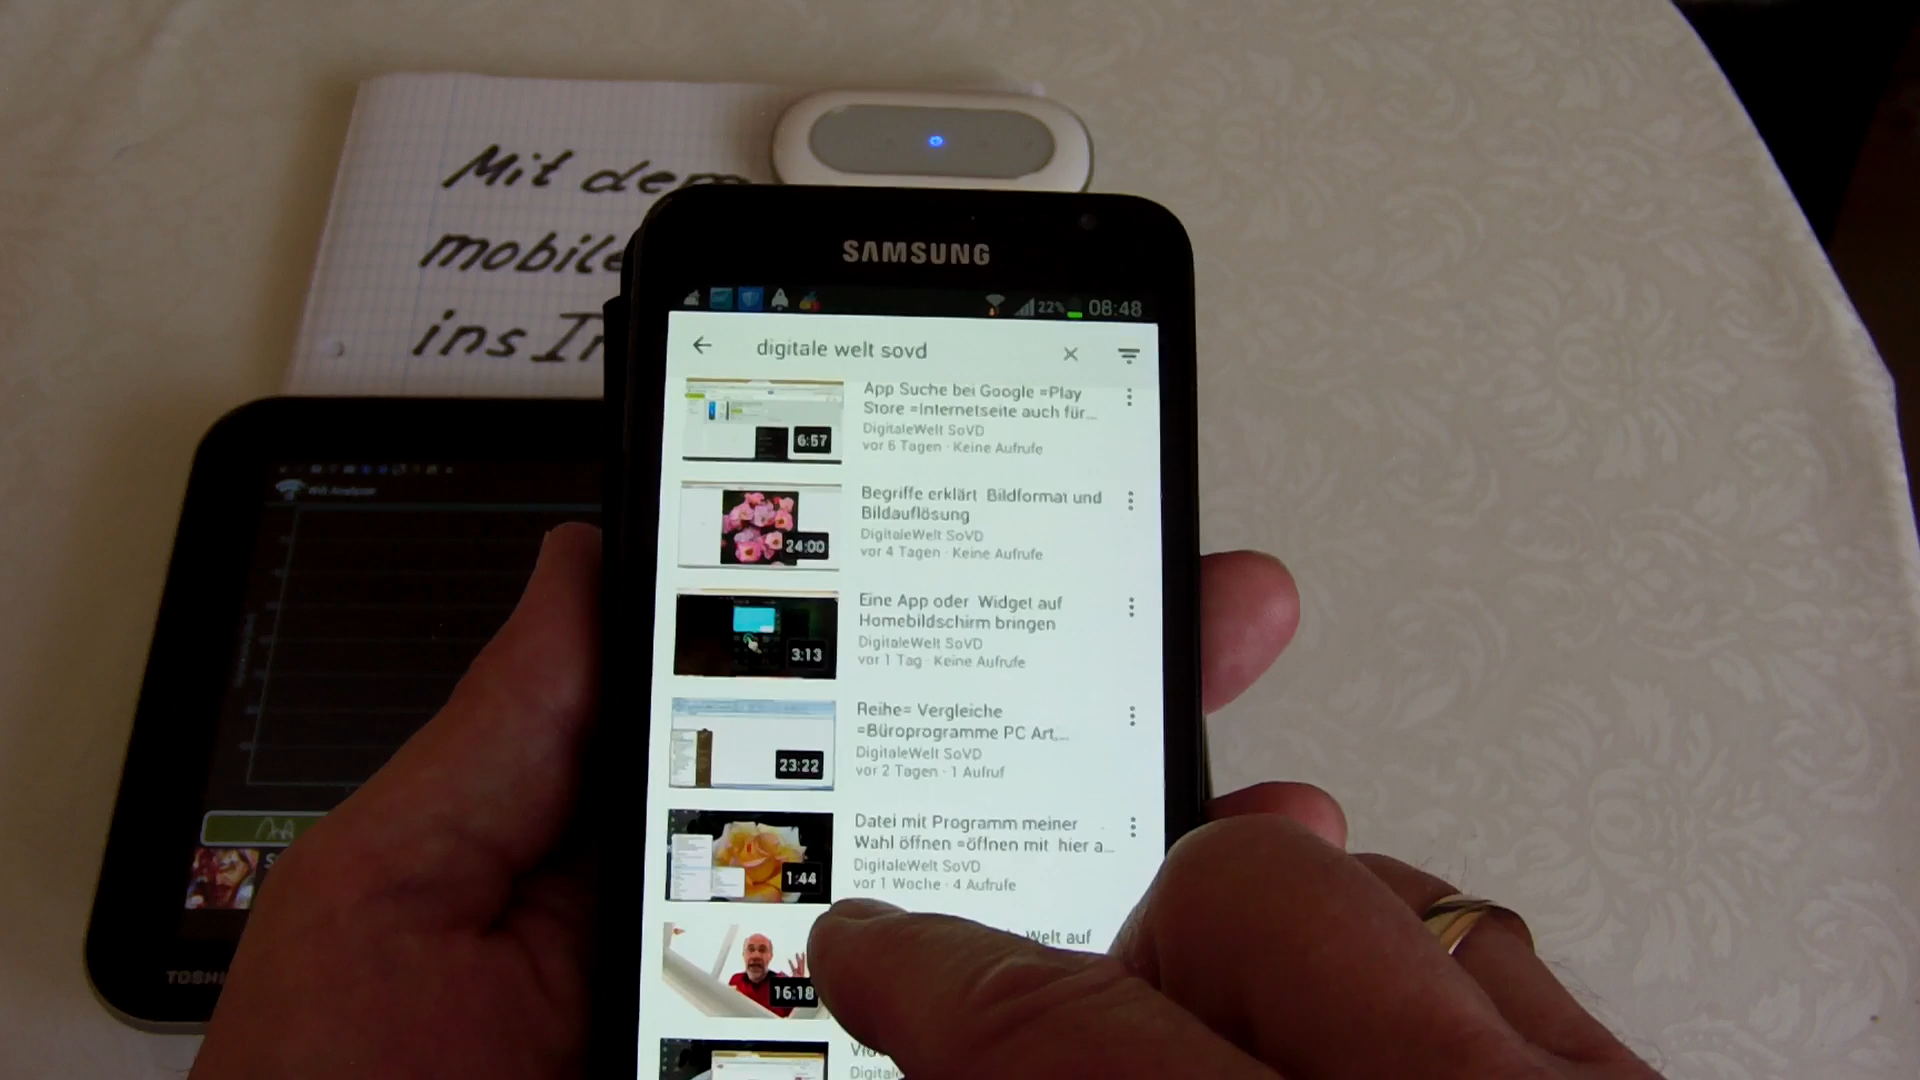 Mit dem
mobile
ins
SAMSUNG
22% 08:48
digitale welt sovd
App Suche bei Google =Play
Store =Internetseite auch für...
DigitaleWelt SoVD
vor 6 Tagen · Keine Aufrufe
6:57
Begriffe erklärt Bildformat und
Bildauflösung
DigitaleWelt SoVD
vor 4 Tagen · Keine Aufrufe
24:00
Eine App oder Widget auf
Homebildschirm bringen
DigitaleWelt SoVD
vor 1 Tag · Keine Aufrufe
3:13
Reihe= Vergleiche
=Büroprogramme PC Art...
DigitaleWelt SoVD
vor 2 Tagen · 1 Aufruf
23:22
Datei mit Programm meiner
Wahl öffnen =öffnen mit hier a...
DigitaleWelt SoVD
vor 1 Woche · 4 Aufrufe
1:44
Welt auf
16:18
Wifi Analyzer